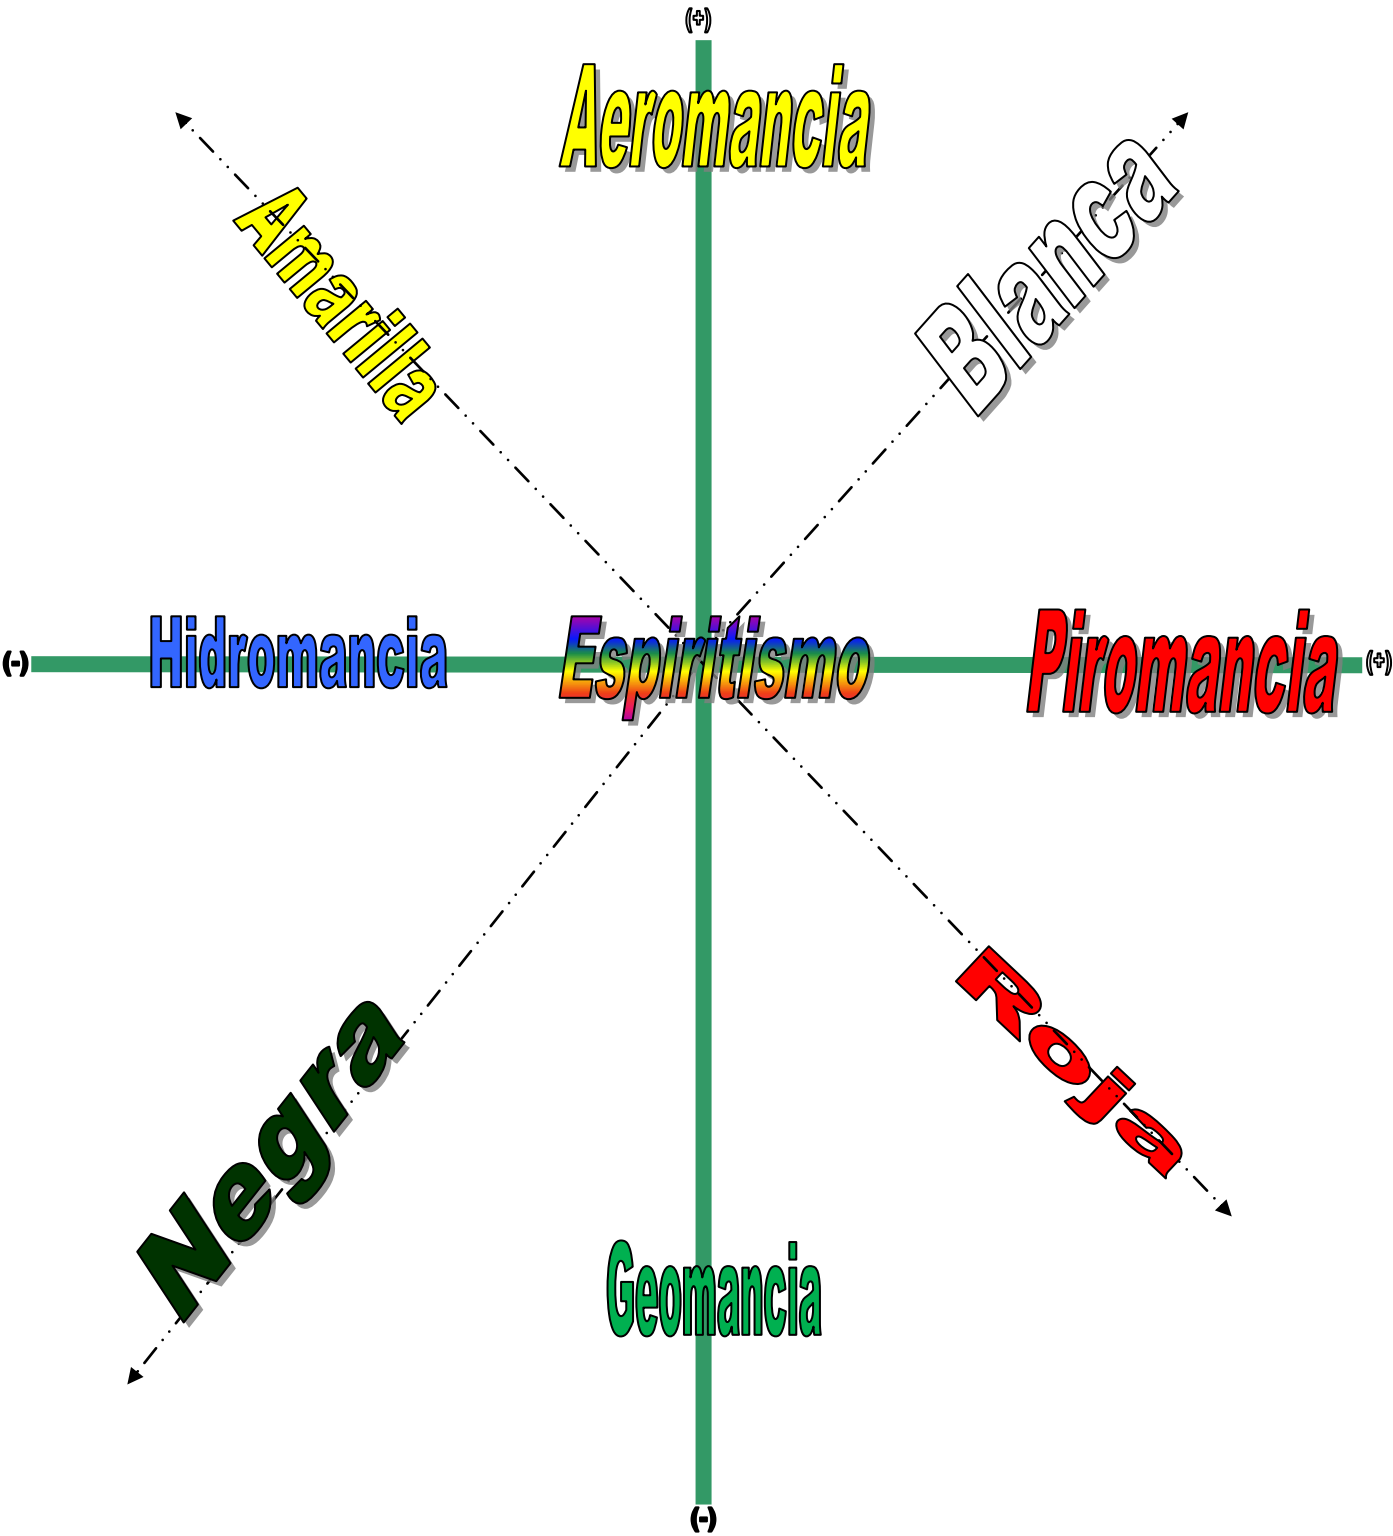 (+)
Aeromancia
Amarilla
Blanca
(-)
Hidromancia
Espiritismo
Piromancia
(+)
Negra
Roja
Geomancia
(-)